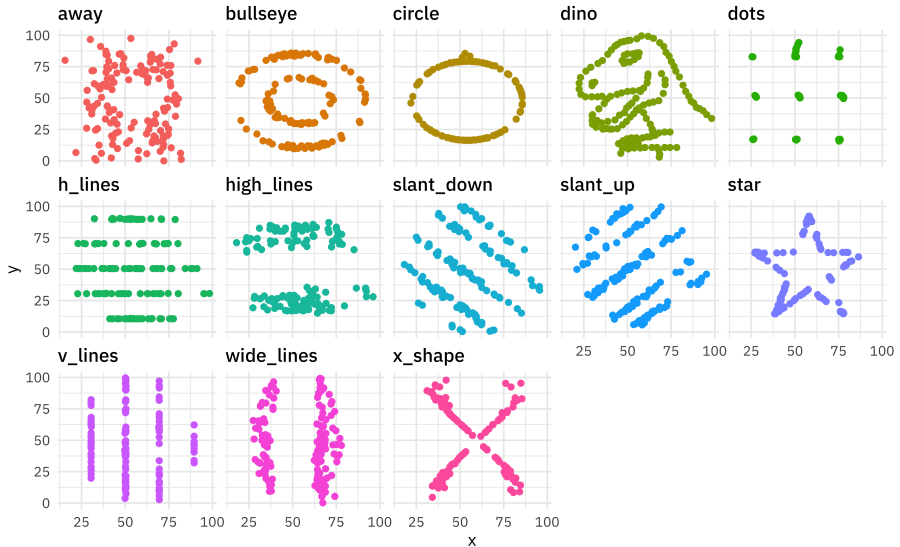 away bullseye circle dino dots
100
75
50
25
0
h_lines high_lines slant_down slant_up star
100
75
50
25
0
y
25 50 75 100 25 50 75 100
v_lines wide_lines x_shape
100
75
50
25
0
25 50 75 100 25 50 75 100 25 50 75 100
x